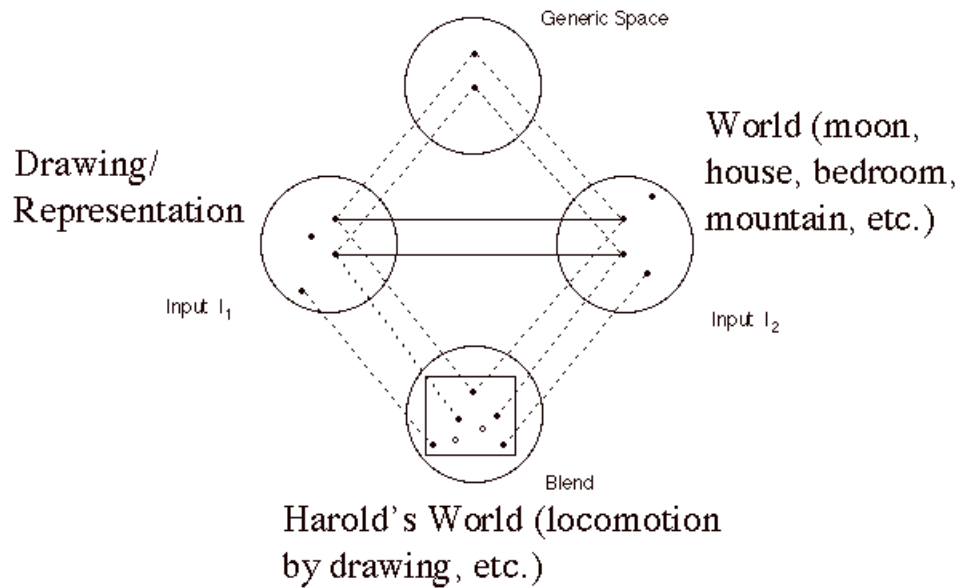 Generic Space
Drawing/
Representation
World (moon,
house, bedroom,
mountain, etc.)
Input I₁
Input I₂
Blend
Harold's World (locomotion
by drawing, etc.)